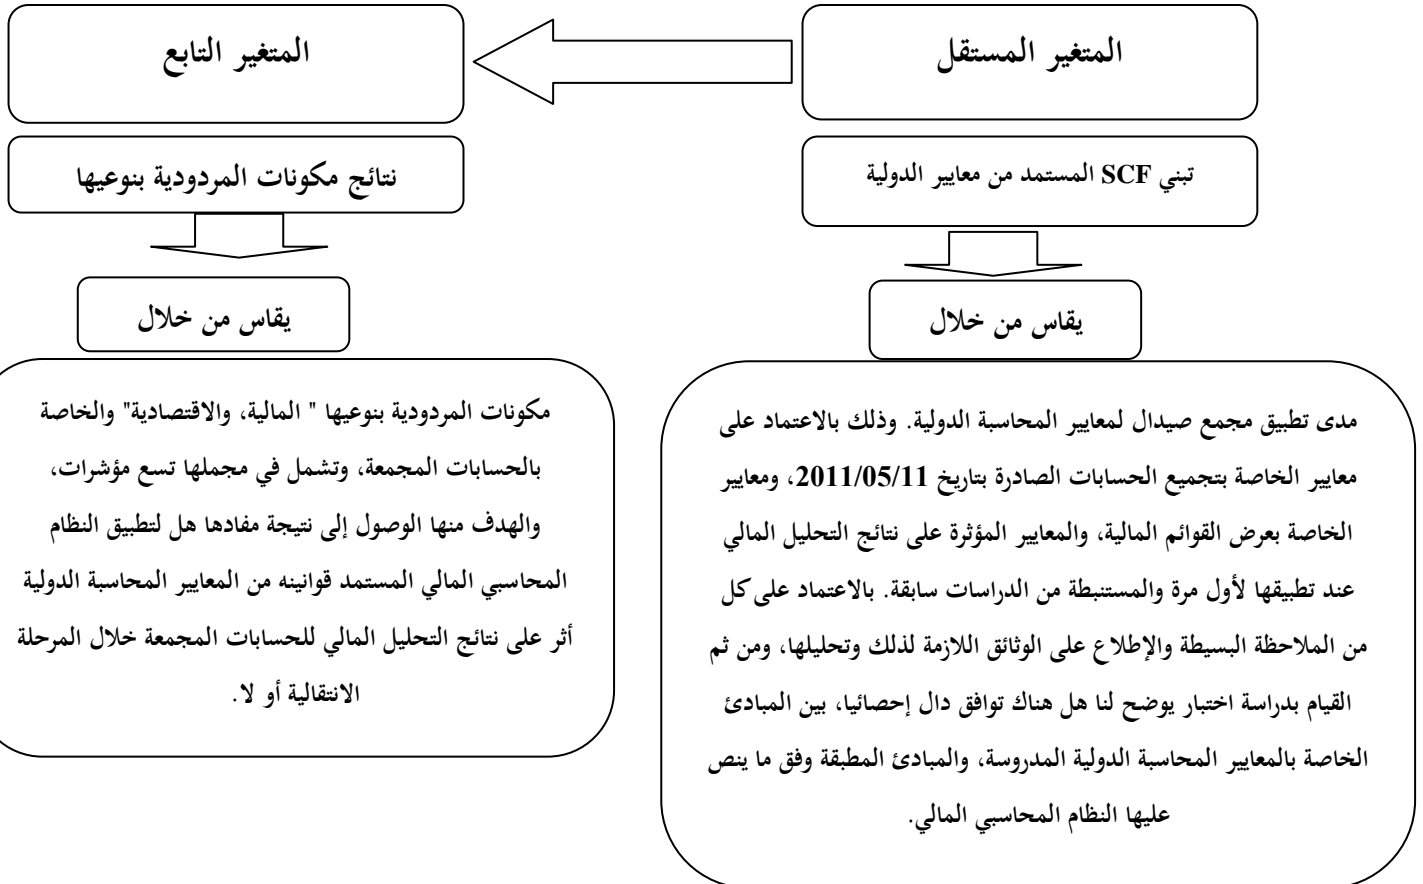 المتغير المستقل
تبني SCF المستمد من معايير الدولية
يقاس من خلال
مدى تطبيق مجمع صيدال لمعايير المحاسبة الدولية. وذلك بالاعتماد على
معايير الخاصة بتجميع الحسابات الصادرة بتاريخ 2011/05/11، ومعايير
الخاصة بعرض القوائم المالية، والمعايير المؤثرة على نتائج التحليل المالي
عند تطبيقها لأول مرة والمستنبطة من الدراسات سابقة. بالاعتماد على كل
من الملاحظة البسيطة والإطلاع على الوثائق اللازمة لذلك وتحليلها، ومن ثم
القيام بدراسة اختبار يوضح لنا هل هناك توافق دال إحصائيا، بين المبادئ
الخاصة بالمعايير المحاسبة الدولية المدروسة، والمبادئ المطبقة وفق ما ينص
عليها النظام المحاسبي المالي.
المتغير التابع
نتائج مكونات المردودية بنوعيها
يقاس من خلال
مكونات المردودية بنوعيها " المالية، والاقتصادية" والخاصة
بالحسابات المجمعة، وتشمل في مجملها تسع مؤشرات،
والهدف منها الوصول إلى نتيجة مفادها هل لتطبيق النظام
المحاسبي المالي المستمد قوانينه من المعايير المحاسبة الدولية
أثر على نتائج التحليل المالي للحسابات المجمعة خلال المرحلة
الانتقالية أو لا.